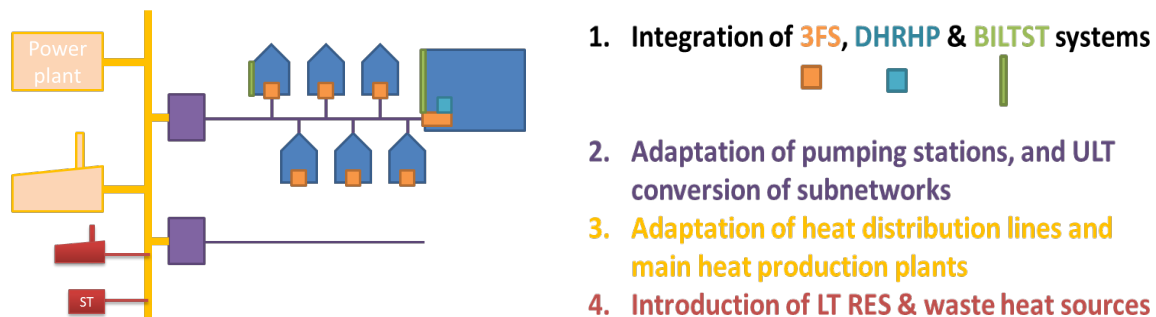 Power
plant
ST
1. Integration of 3FS, DHRHP & BILTST systems
2. Adaptation of pumping stations, and ULT
conversion of subnetworks
3. Adaptation of heat distribution lines and
main heat production plants
4. Introduction of LT RES & waste heat sources